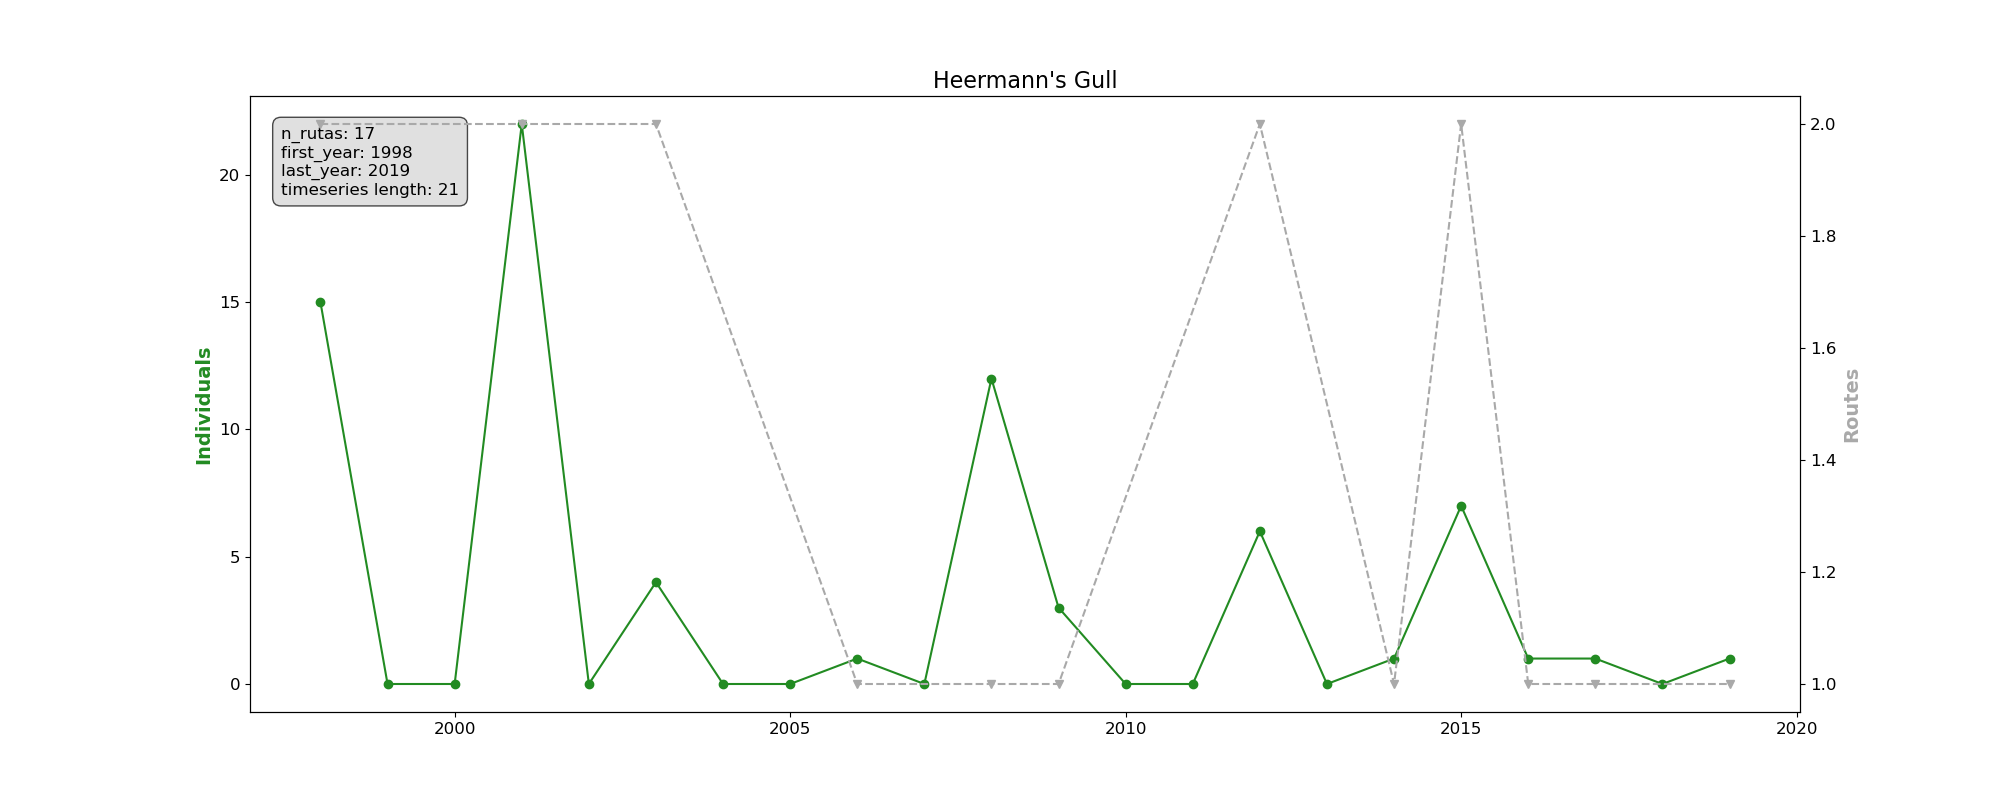 Heermann's Gull
n_rutas: 17
first_year: 1998
last_year: 2019
timeseries length: 21
20
15
10
5
0
Individuals
2.0
1.8
1.6
1.4
1.2
1.0
Routes
2000
2005
2010
2015
2020